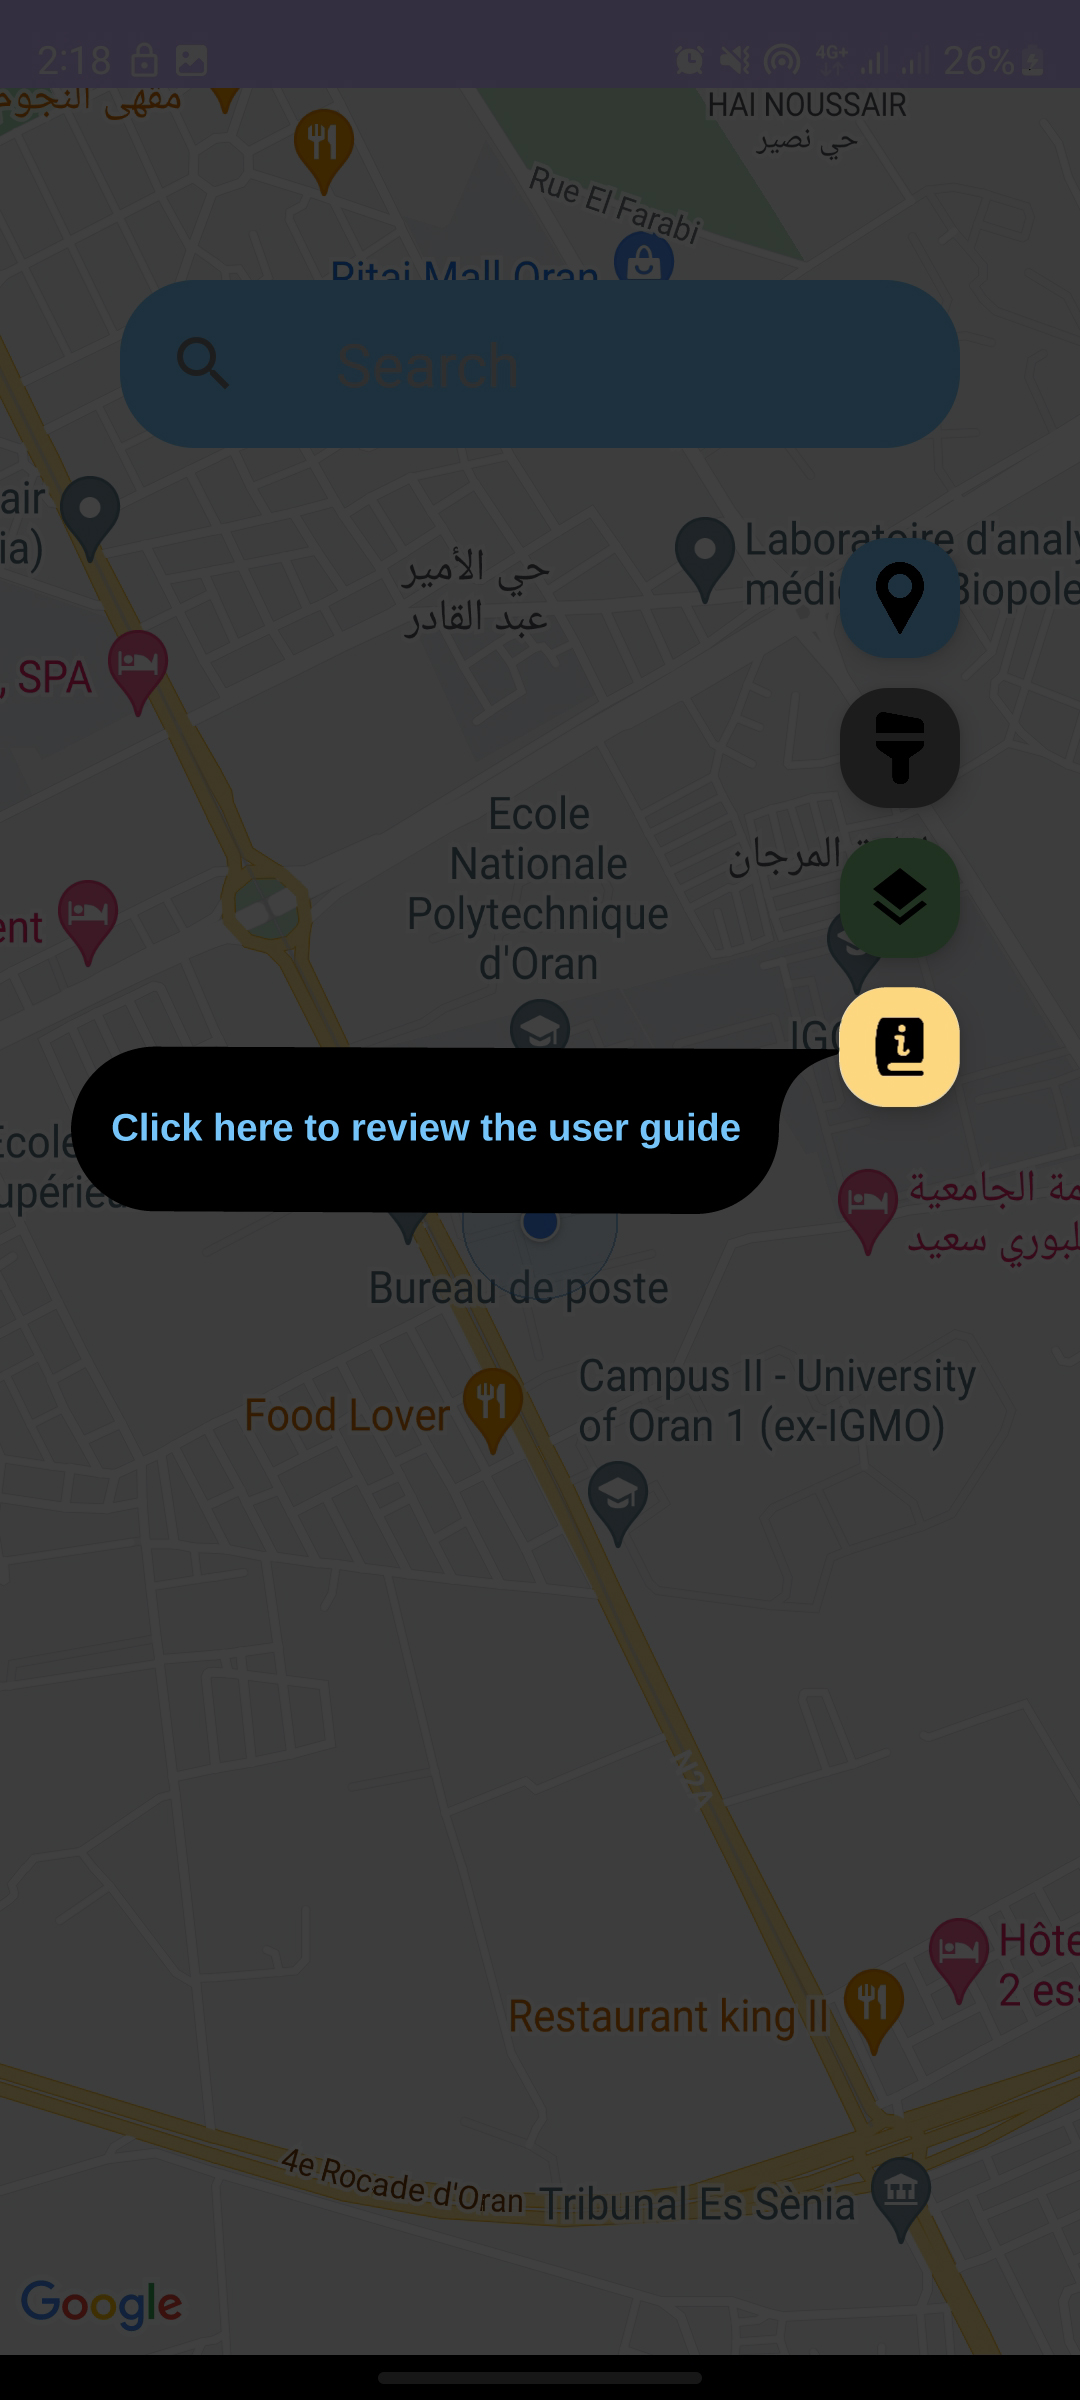 2:18
4G+
26%
مقهى النجوم
HAI NOUSSAIR
حي نصير
Rue El Farabi
Ritaj Mall Oran
Search
air
ia)
Laboratoire d'analy
médi
Biopole
حي الأمير
عبد القادر
, SPA
Ecole
Nationale
Polytechnique
d'Oran
المرجان
ent
IGC
Click here to review the user guide
Ecole
upérie
مة الجامعية
لبوري سعيد
Bureau de poste
Campus II - University
of Oran 1 (ex-IGMO)
Food Lover
N2A
Hôte
2 es
Restaurant king II
4e Rocade d'Oran
Tribunal Es Sènia
Google